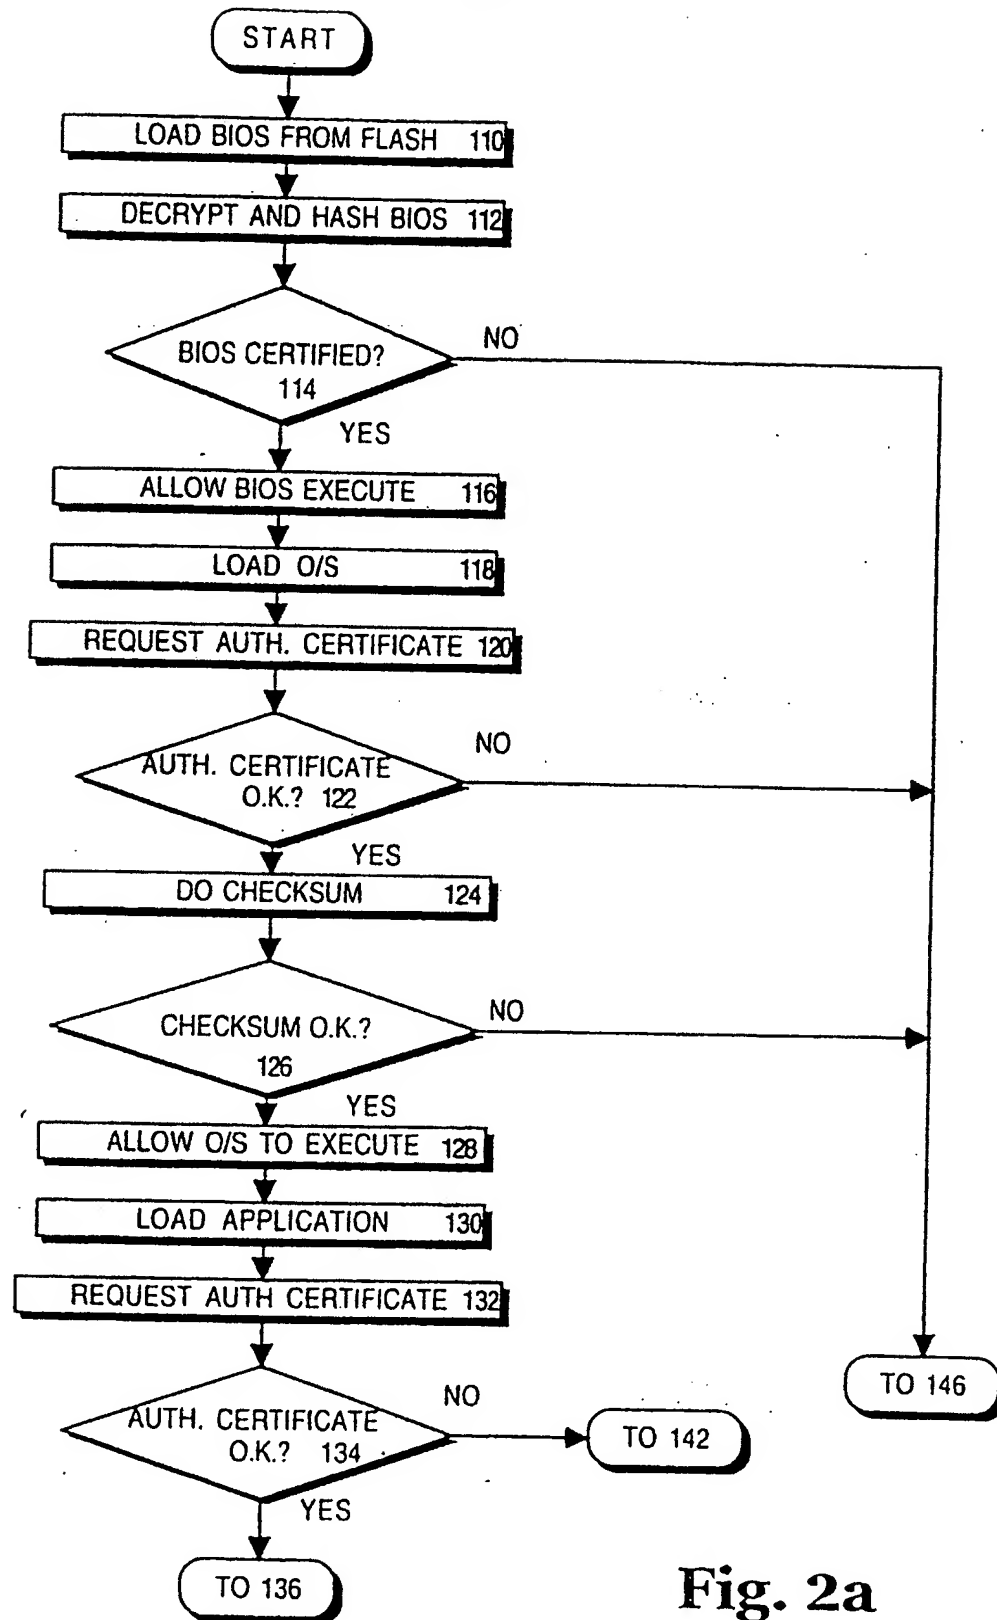 START
LOAD BIOS FROM FLASH 110
DECRYPT AND HASH BIOS 112
BIOS CERTIFIED?
114
NO
YES
ALLOW BIOS EXECUTE 116
LOAD O/S 118
REQUEST AUTH. CERTIFICATE 120
AUTH. CERTIFICATE
O.K.? 122
NO
YES
DO CHECKSUM 124
CHECKSUM O.K.?
126
NO
YES
ALLOW O/S TO EXECUTE 128
LOAD APPLICATION 130
REQUEST AUTH CERTIFICATE 132
AUTH. CERTIFICATE
O.K.? 134
NO
TO 142
TO 146
YES
TO 136
Fig. 2a